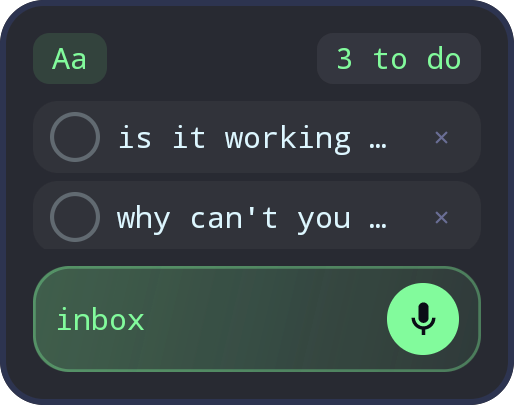 Aa
3 to do
is it working …
×
why can't you …
×
inbox